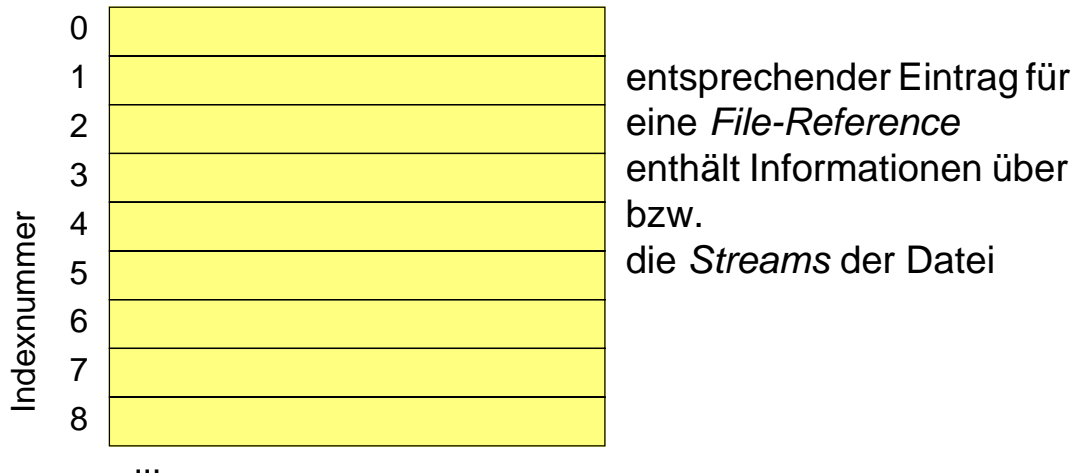 0
1
2
3
4
5
6
7
8
...
Indexnummer
entsprechender Eintrag für
eine File-Reference
enthält Informationen über
bzw.
die Streams der Datei